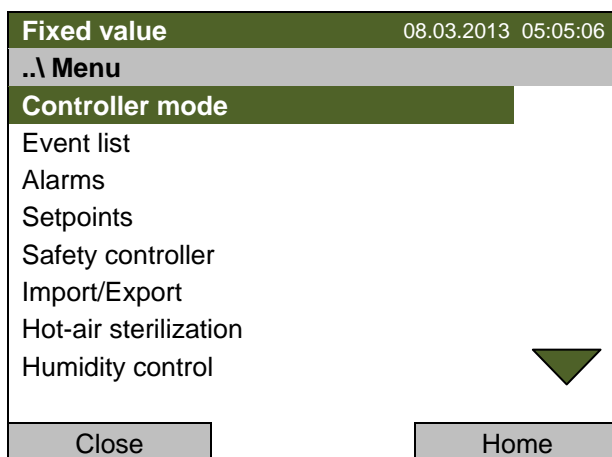 Fixed value 08.03.2013 05:05:06
..\ Menu
Controller mode
Event list
Alarms
Setpoints
Safety controller
Import/Export
Hot-air sterilization
Humidity control
Close Home